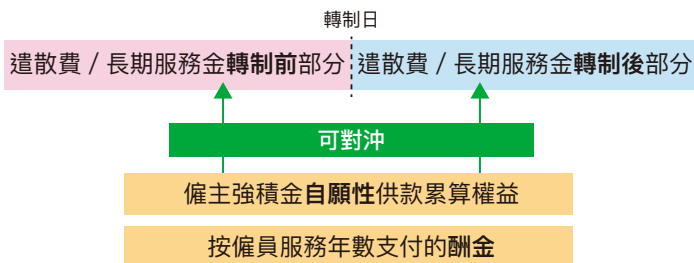 轉制日
遣散費 / 長期服務金轉制前部分
遣散費 / 長期服務金轉制後部分
可對沖
僱主強積金自願性供款累算權益
按僱員服務年數支付的酬金